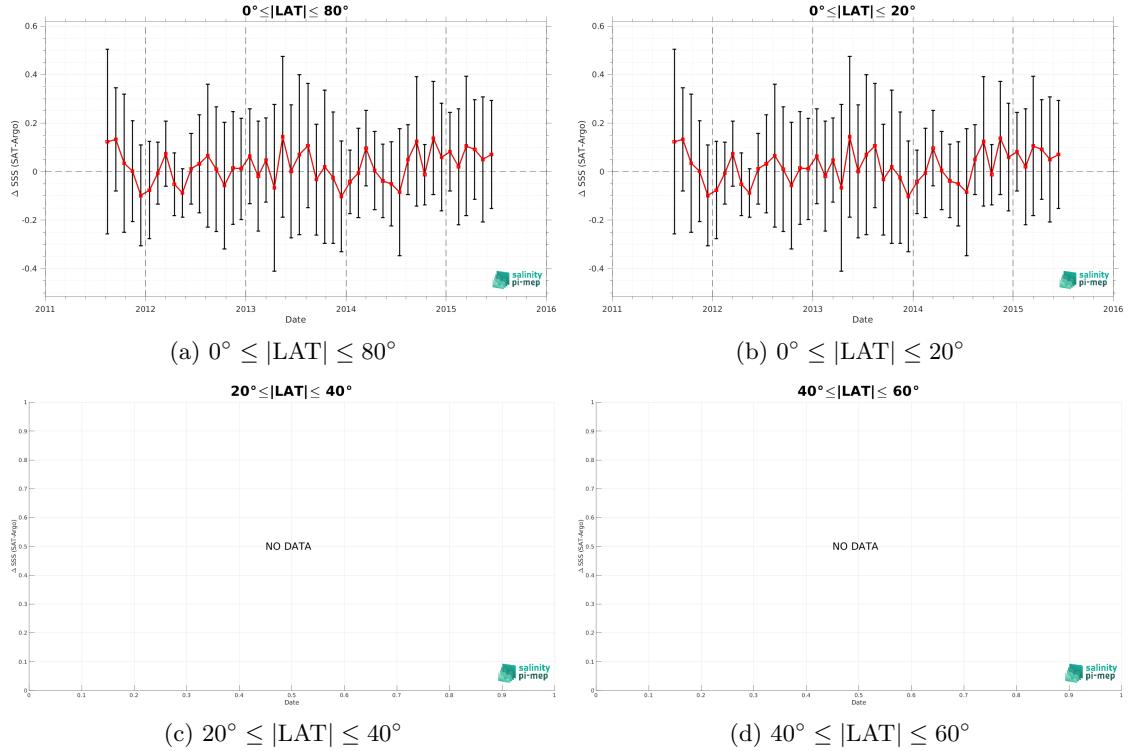 0°≤|LAT|≤ 80°
0.6
0.4
0.2
0
-0.2
-0.4
Δ SSS (SAT-Argo)
2011 2012 2013 2014 2015 2016
Date
salinity
pi-mep
(a) 0° ≤ |LAT| ≤ 80°
0°≤|LAT|≤ 20°
0.6
0.4
0.2
0
-0.2
-0.4
Δ SSS (SAT-Argo)
2011 2012 2013 2014 2015 2016
Date
salinity
pi-mep
(b) 0° ≤ |LAT| ≤ 20°
20°≤|LAT|≤ 40°
1
0.9
0.8
0.7
0.6
0.5
0.4
0.3
0.2
0.1
0
Δ SSS (SAT-Argo)
NO DATA
0 0.1 0.2 0.3 0.4 0.5 0.6 0.7 0.8 0.9 1
Date
salinity
pi-mep
(c) 20° ≤ |LAT| ≤ 40°
40°≤|LAT|≤ 60°
1
0.9
0.8
0.7
0.6
0.5
0.4
0.3
0.2
0.1
0
Δ SSS (SAT-Argo)
NO DATA
0 0.1 0.2 0.3 0.4 0.5 0.6 0.7 0.8 0.9 1
Date
salinity
pi-mep
(d) 40° ≤ |LAT| ≤ 60°